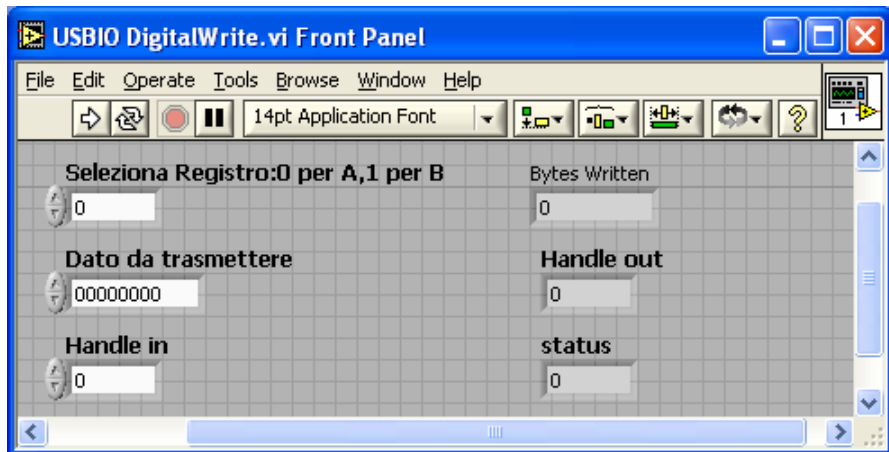 USBIO DigitalWrite.vi Front Panel
File Edit Operate Tools Browse Window Help
14pt Application Font
1
Seleziona Registro:0 per A,1 per B
0
Bytes Written
0
Dato da trasmettere
00000000
Handle out
0
Handle in
0
status
0